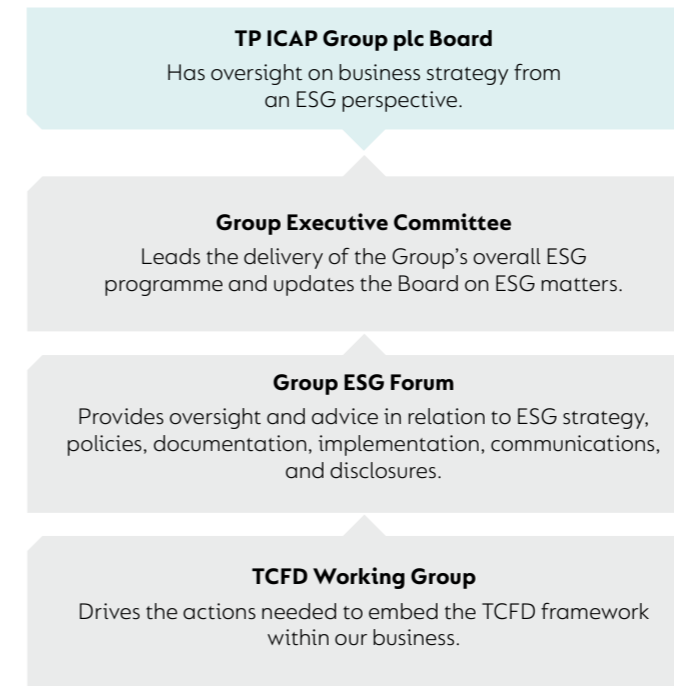 TP ICAP Group plc Board
Has oversight on business strategy from
an ESG perspective.
Group Executive Committee
Leads the delivery of the Group’s overall ESG
programme and updates the Board on ESG matters.
Group ESG Forum
Provides oversight and advice in relation to ESG strategy,
policies, documentation, implementation, communications,
and disclosures.
TCFD Working Group
Drives the actions needed to embed the TCFD framework
within our business.